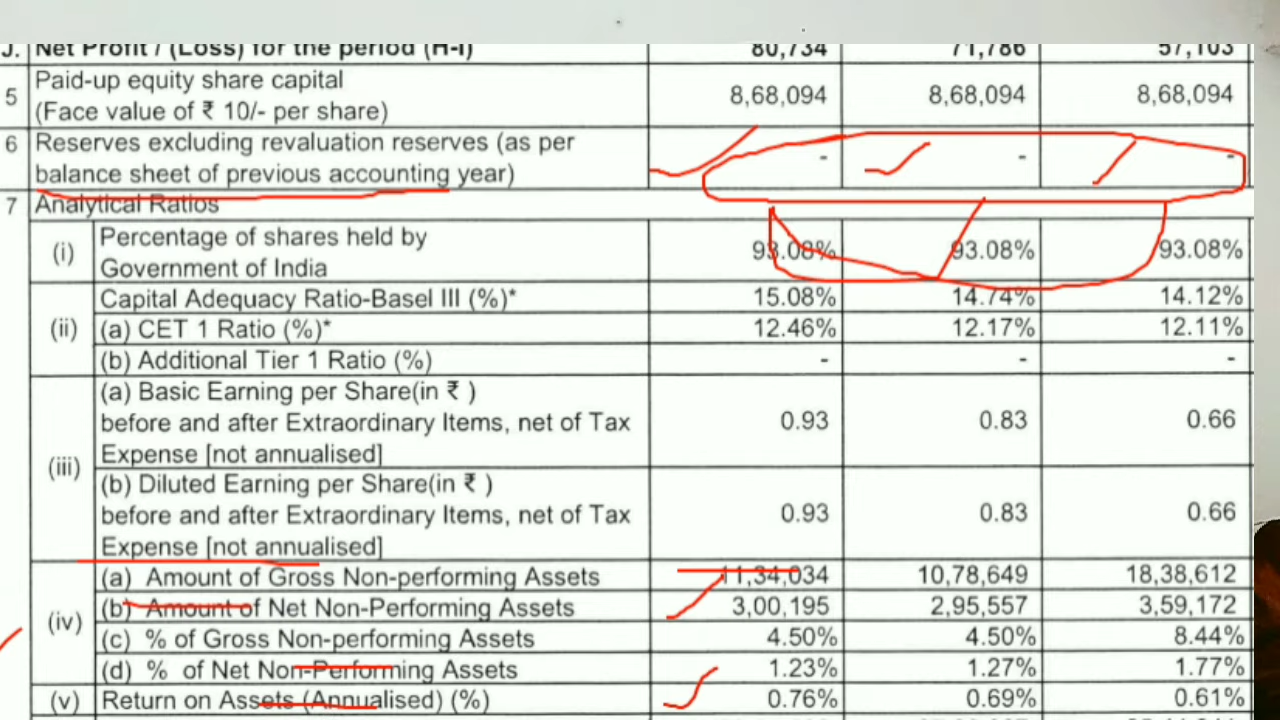 J. Net Profit / (Loss) for the period (H-I) 80,734 71,786 57,103
5 Paid-up equity share capital
(Face value of ₹ 10/- per share) 8,68,094 8,68,094 8,68,094
6 Reserves excluding revaluation reserves (as per
balance sheet of previous accounting year) - - -
7 Analytical Ratios
(i) Percentage of shares held by
Government of India 93.08% 93.08% 93.08%
(ii) Capital Adequacy Ratio-Basel III (%)* 15.08% 14.74% 14.12%
(a) CET 1 Ratio (%)* 12.46% 12.17% 12.11%
(b) Additional Tier 1 Ratio (%) - - -
(iii) (a) Basic Earning per Share(in ₹ )
before and after Extraordinary Items, net of Tax 0.93 0.83 0.66
Expense [not annualised]
(b) Diluted Earning per Share(in ₹ )
before and after Extraordinary Items, net of Tax 0.93 0.83 0.66
Expense [not annualised]
(iv) (a) Amount of Gross Non-performing Assets 11,34,034 10,78,649 18,38,612
(b) Amount of Net Non-Performing Assets 3,00,195 2,95,557 3,59,172
(c) % of Gross Non-performing Assets 4.50% 4.50% 8.44%
(d) % of Net Non-Performing Assets 1.23% 1.27% 1.77%
(v) Return on Assets (Annualised) (%) 0.76% 0.69% 0.61%